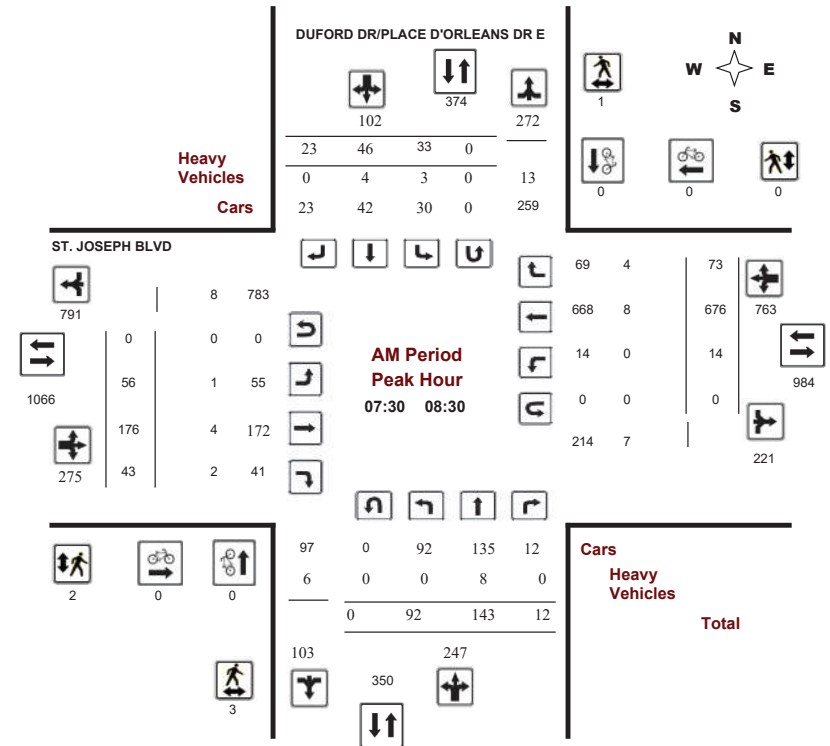 DUFORD DR/PLACE D'ORLEANS DR E
N
W E
S
374
1
102 272
23 46 33 0
Heavy
Vehicles
0 4 3 0 13
Cars
23 42 30 0 259
0 0 0
ST. JOSEPH BLVD
791
8 783
0 0 0
1066
56 1 55
176 4 172
275
43 2 41
AM Period
Peak Hour
07:30 08:30
69 4 73
668 8 676 763
14 0 14
984
0 0 0
214 7
221
97 0 92 135 12
6 0 0 8 0
0 92 143 12
Cars
Heavy
Vehicles
Total
2 0 0
103 247
350
3